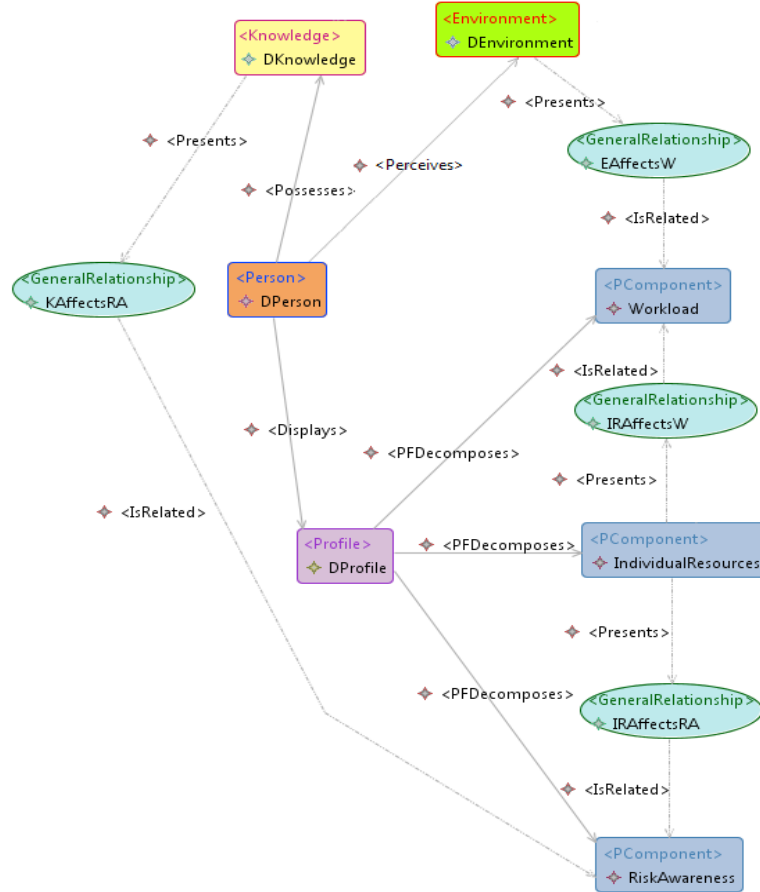 <Environment>
DEnvironment
<Knowledge>
DKnowledge
<Presents>
<GeneralRelationship>
EAffectsW
<Presents>
<Perceives>
<Possesses>
<IsRelated>
<GeneralRelationship>
KAffectsRA
<Person>
DPerson
<PComponent>
Workload
<IsRelated>
<GeneralRelationship>
IRAffectsW
<Displays>
<PFDecomposes>
<Presents>
<IsRelated>
<Profile>
DProfile
<PFDecomposes>
<PComponent>
IndividualResources
<Presents>
<PFDecomposes>
<GeneralRelationship>
IRAffectsRA
<IsRelated>
<PComponent>
RiskAwareness